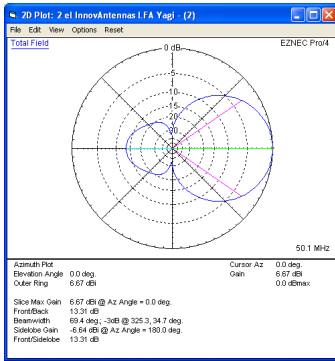 2D Plot: 2 el InnovAntennas LFA Yagi - (2)
File Edit View Options Reset
Total Field
0 dB
EZNEC Pro/4
-5
-10
-15
-20
-30
50.1 MHz
Azimuth Plot
Elevation Angle 0.0 deg.
Outer Ring 6.67 dBi
Cursor Az 0.0 deg.
Gain 6.67 dBi
0.0 dBmax
Slice Max Gain 6.67 dBi @ Az Angle = 0.0 deg.
Front/Back 13.31 dB
Beamwidth 69.4 deg.; -3dB @ 325.3, 34.7 deg.
Sidelobe Gain -6.64 dBi @ Az Angle = 180.0 deg.
Front/Sidelobe 13.31 dB